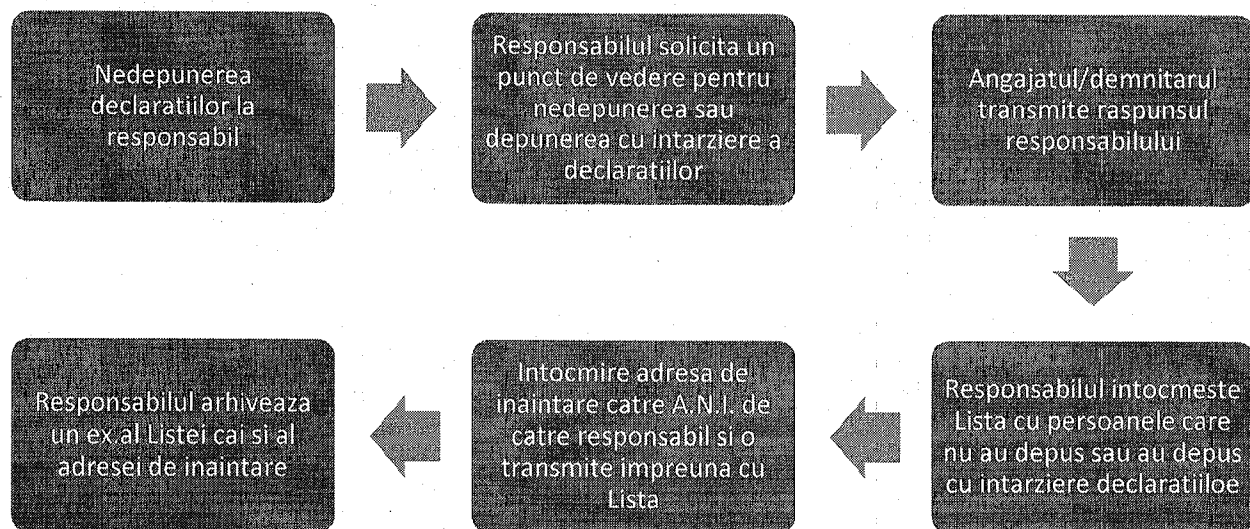 Nedepunerea
declaratiilor la
responsabil
Responsabilul solicita un
punct de vedere pentru
nedepunerea sau
depunerea cu intarziere a
declaratiilor
Angajatul/demnitarul
transmite raspunsul
responsabilului
Responsabilul intocmeste
Lista cu persoanele care
nu au depus sau au depus
cu intarziere declaratiiloe
Intocmire adresa de
inaintare catre A.N.I. de
catre responsabil si o
transmite impreuna cu
Lista
Responsabilul arhiveaza
un ex.al Listei cai si al
adresei de inaintare